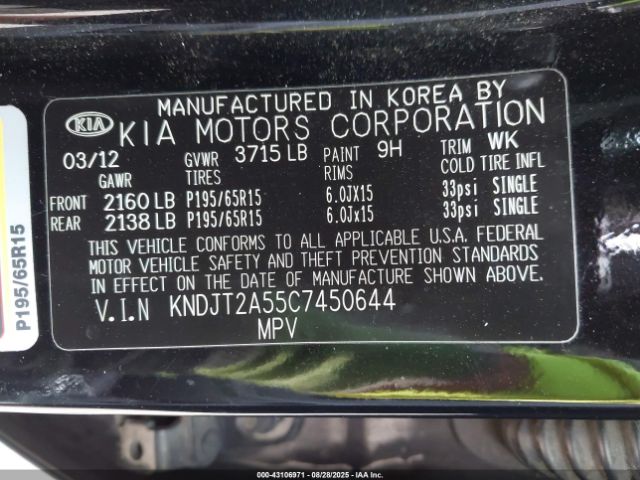 MANUFACTURED IN KOREA BY
KIA KIA MOTORS CORPORATION
03/12 GVWR 3715 LB PAINT 9H TRIM WK
GAWR TIRES RIMS COLD TIRE INFL
FRONT 2160 LB P195/65R15 6.0JX15 33psi SINGLE
REAR 2138 LB P195/65R15 6.0Jx15 33psi SINGLE
THIS VEHICLE CONFORMS TO ALL APPLICABLE U.S.A. FEDERAL
MOTOR VEHICLE SAFETY AND THEFT PREVENTION STANDARDS
IN EFFECT ON THE DATE OF MANUFACTURE SHOWN ABOVE.
V.I.N KNDJT2A55C7450644
MPV
P195/65R15
000-43106971 - 08/28/2025 - IAA Inc.